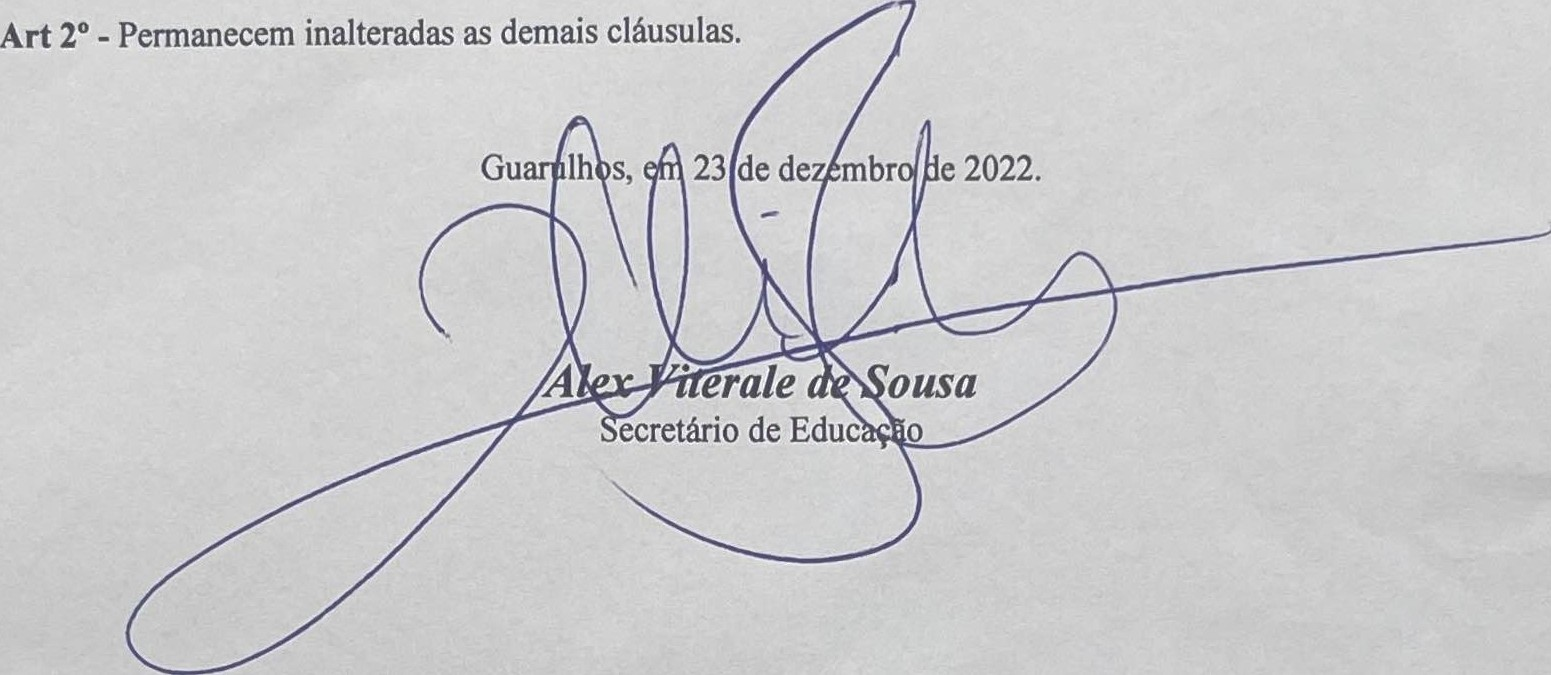 Art 2º - Permanecem inalteradas as demais cláusulas.
Guarulhos, em 23 de dezembro de 2022.
Alex Viterale de Sousa
Secretário de Educação